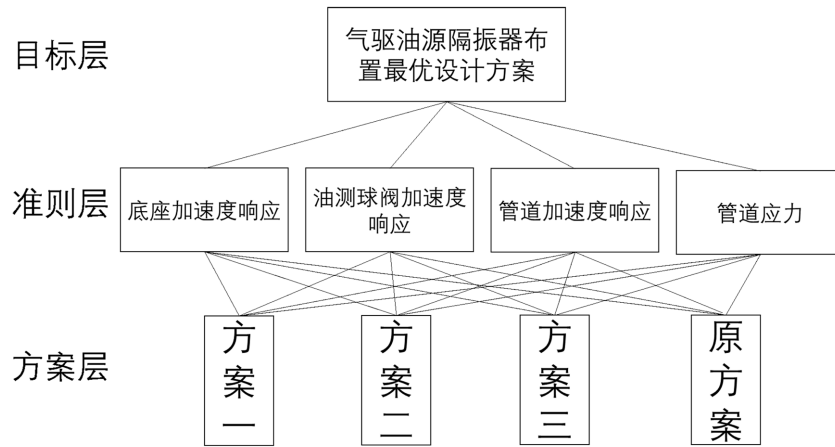 目标层
气驱油源隔振器布
置最优设计方案
准则层
底座加速度响应
油测球阀加速度
响应
管道加速度响应
管道应力
方案层
方案一
方案二
方案三
原方案